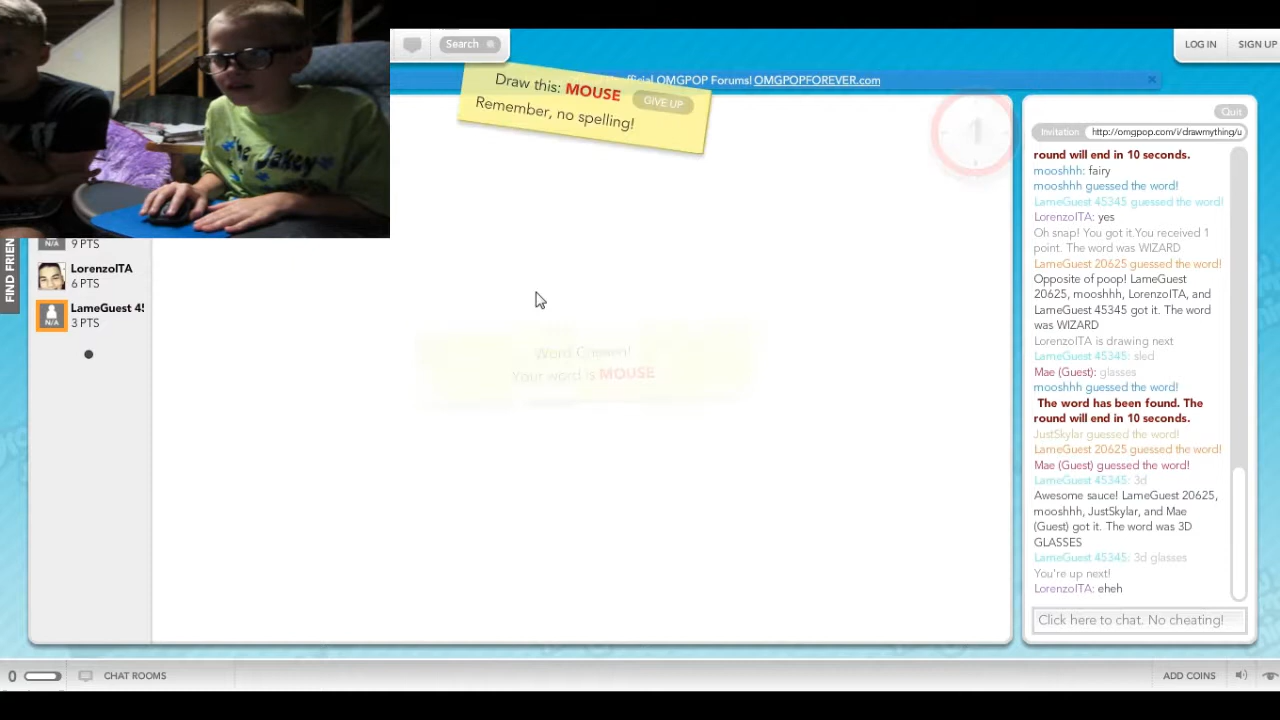 Search
LOG IN
SIGN UP
official OMGPOP Forums! OMGPOPFOREVER.com
Draw this: MOUSE
GIVE UP
Remember, no spelling!
Quit
Invitation http://omgpop.com/i/drawmything/u
FIND FRIEN
N/A
9 PTS
LorenzoITA
6 PTS
LameGuest 45
N/A
3 PTS
Word Chosen!
Your word is MOUSE
round will end in 10 seconds.
mooshhh: fairy
mooshhh guessed the word!
LameGuest 45345 guessed the word!
LorenzoITA: yes
Oh snap! You got it.You received 1
point. The word was WIZARD
LameGuest 20625 guessed the word!
Opposite of poop! LameGuest
20625, mooshhh, LorenzoITA, and
LameGuest 45345 got it. The word
was WIZARD
LorenzoITA is drawing next
LameGuest 45345: sled
Mae (Guest): glasses
mooshhh guessed the word!
The word has been found. The
round will end in 10 seconds.
JustSkylar guessed the word!
LameGuest 20625 guessed the word!
Mae (Guest) guessed the word!
LameGuest 45345: 3d
Awesome sauce! LameGuest 20625,
mooshhh, JustSkylar, and Mae
(Guest) got it. The word was 3D
GLASSES
LameGuest 45345: 3d glasses
You're up next!
LorenzoITA: eheh
Click here to chat. No cheating!
0
CHAT ROOMS
ADD COINS